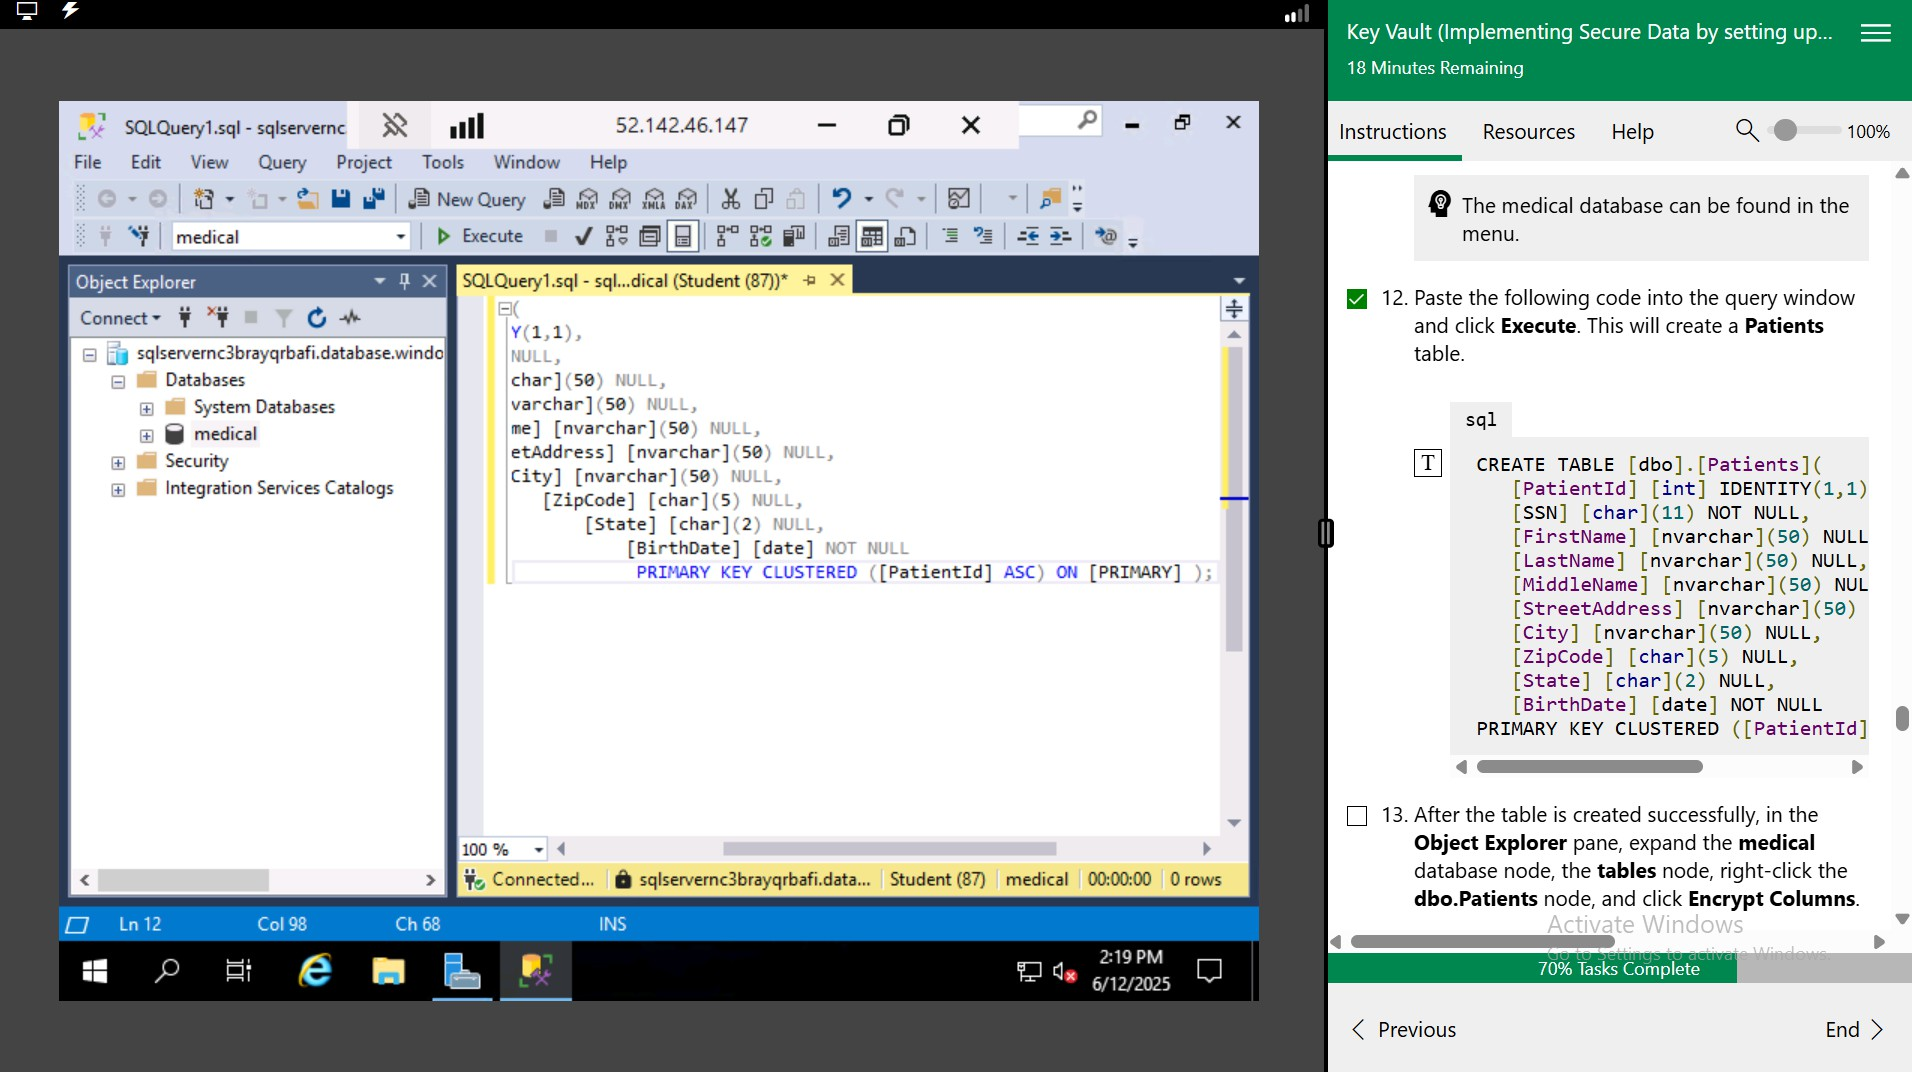 Key Vault (Implementing Secure Data by setting up...
18 Minutes Remaining
SQLQuery1.sql - sqlservernc
52.142.46.147
File Edit View Query Project Tools Window Help
New Query
MDX DMX XMLA DAX
medical
Execute
Object Explorer
Connect
sqlservernc3brayqrbafi.database.windo
Databases
System Databases
medical
Security
Integration Services Catalogs
SQLQuery1.sql - sql...dical (Student (87))*
(
Y(1,1),
NULL,
char](50) NULL,
varchar](50) NULL,
me] [nvarchar](50) NULL,
etAddress] [nvarchar](50) NULL,
City] [nvarchar](50) NULL,
[ZipCode] [char](5) NULL,
[State] [char](2) NULL,
[BirthDate] [date] NOT NULL
PRIMARY KEY CLUSTERED ([PatientId] ASC) ON [PRIMARY] );
100 %
Connected...
sqlservernc3brayqrbafi.data...
Student (87)
medical
00:00:00
0 rows
Ln 12
Col 98
Ch 68
INS
2:19 PM
6/12/2025
Instructions Resources Help
100%
The medical database can be found in the
menu.
12. Paste the following code into the query window
and click Execute. This will create a Patients
table.
sql
T
CREATE TABLE [dbo].[Patients](
[PatientId] [int] IDENTITY(1,1)
[SSN] [char](11) NOT NULL,
[FirstName] [nvarchar](50) NULL
[LastName] [nvarchar](50) NULL,
[MiddleName] [nvarchar](50) NUL
[StreetAddress] [nvarchar](50)
[City] [nvarchar](50) NULL,
[ZipCode] [char](5) NULL,
[State] [char](2) NULL,
[BirthDate] [date] NOT NULL
PRIMARY KEY CLUSTERED ([PatientId]
13. After the table is created successfully, in the
Object Explorer pane, expand the medical
database node, the tables node, right-click the
dbo.Patients node, and click Encrypt Columns.
Activate Windows
Go to Settings to activate Windows.
70% Tasks Complete
Previous
End